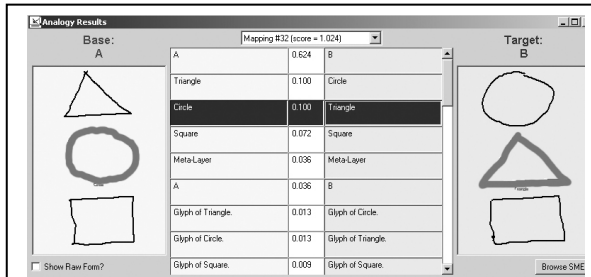 Analogy Results
Base:
A
Mapping #32 (score = 1.024)
Target:
B
A 0.624 B
Triangle 0.100 Circle
Circle 0.100 Triangle
Square 0.072 Square
Meta-Layer 0.036 Meta-Layer
A 0.036 B
Glyph of Triangle. 0.013 Glyph of Circle.
Glyph of Circle. 0.013 Glyph of Triangle.
Glyph of Square. 0.009 Glyph of Square.
Circle
Triangle
Show Raw Form?
Browse SME